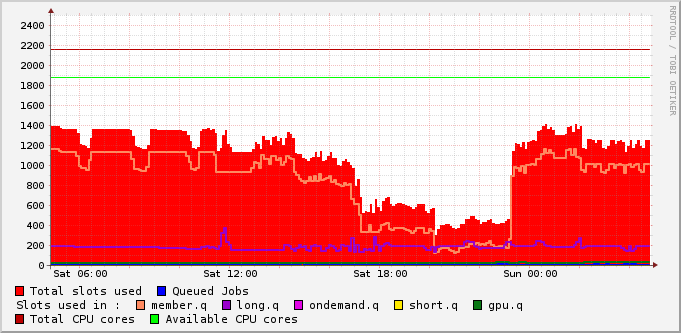 2400
2200
2000
1800
1600
1400
1200
1000
800
600
400
200
0
Sat 06:00 Sat 12:00 Sat 18:00 Sun 00:00
RRDTOOL / TOBI OETIKER
Total slots used Queued Jobs
Slots used in : member.q long.q ondemand.q short.q gpu.q
Total CPU cores Available CPU cores